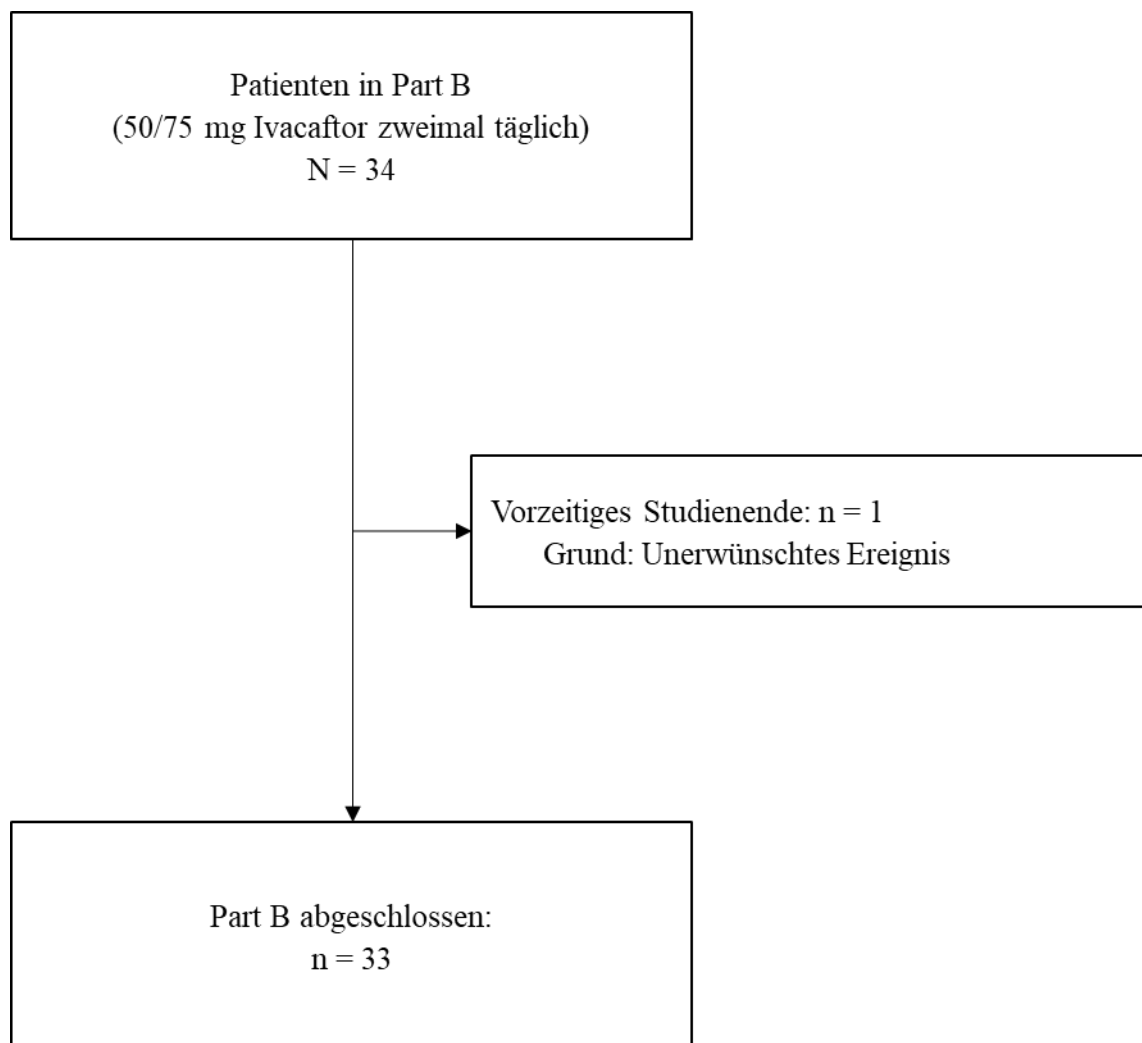 Patienten in Part B
(50/75 mg Ivacaftor zweimal täglich)
N = 34
Vorzeitiges Studienende: n = 1
Grund: Unerwünschtes Ereignis
Part B abgeschlossen:
n = 33